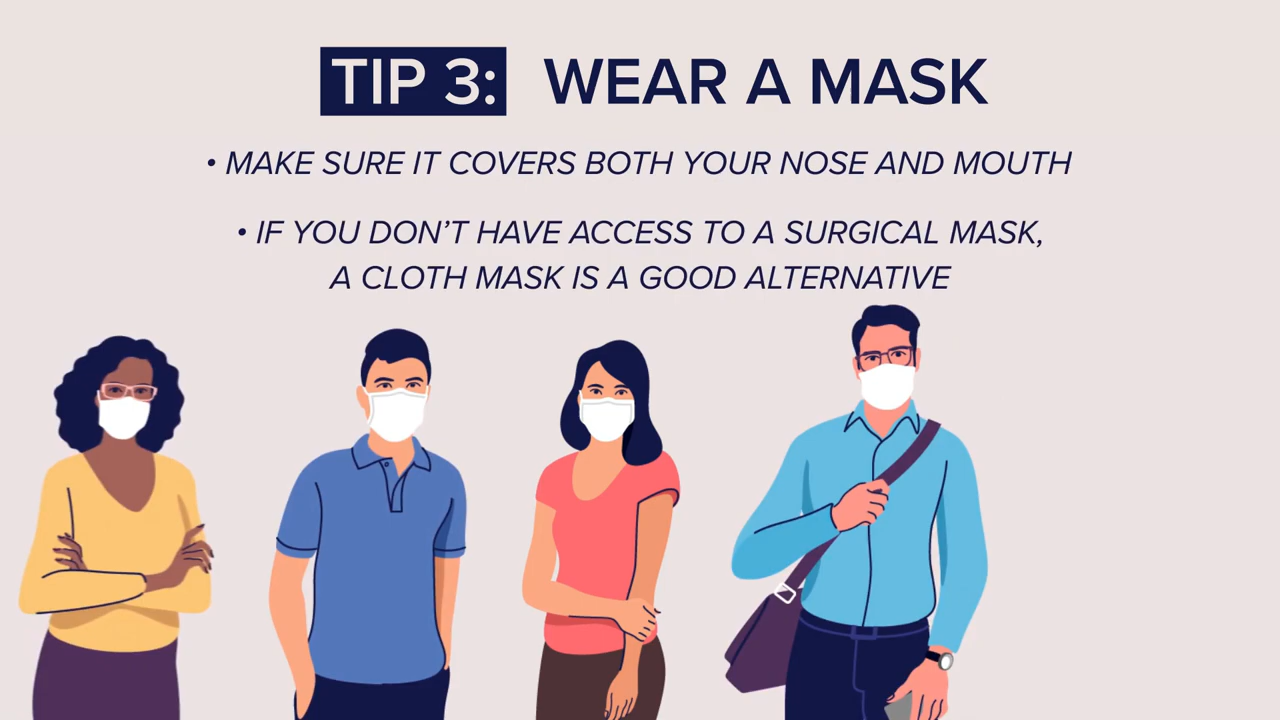 TIP 3: WEAR A MASK
• MAKE SURE IT COVERS BOTH YOUR NOSE AND MOUTH
• IF YOU DON’T HAVE ACCESS TO A SURGICAL MASK,
A CLOTH MASK IS A GOOD ALTERNATIVE